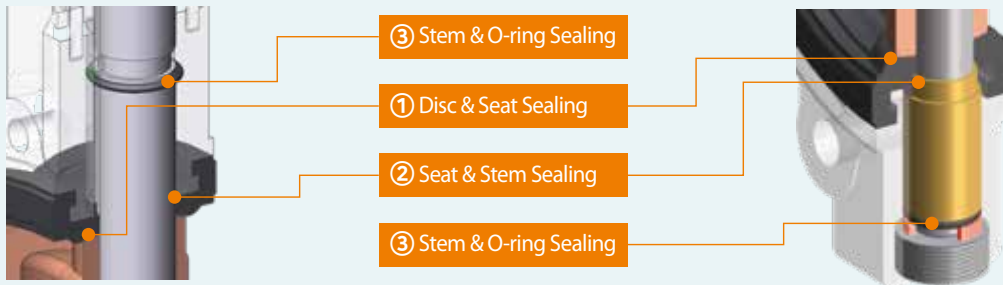 ③ Stem & O-ring Sealing
① Disc & Seat Sealing
② Seat & Stem Sealing
③ Stem & O-ring Sealing